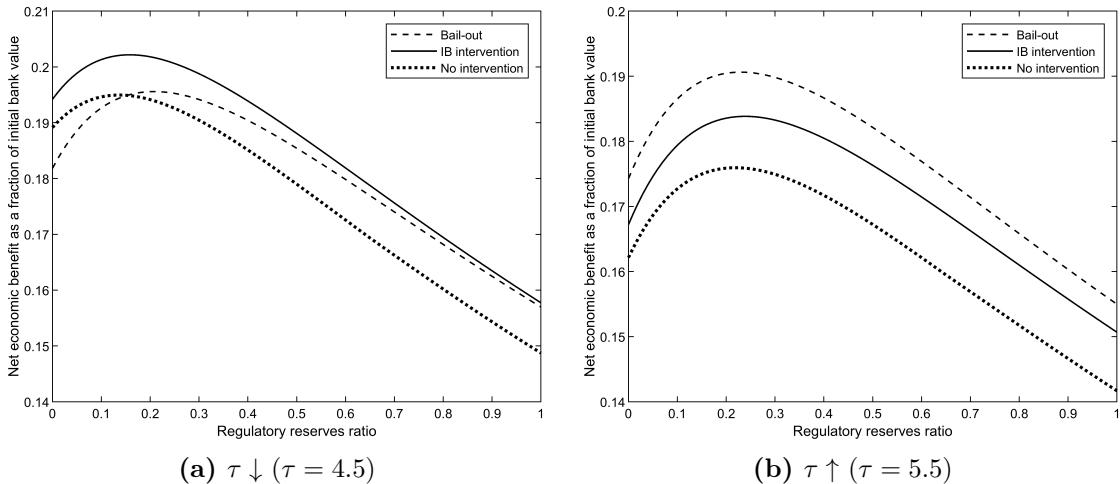 Net economic benefit as a fraction of initial bank value
0.21
0.2
0.19
0.18
0.17
0.16
0.15
0.14
0 0.1 0.2 0.3 0.4 0.5 0.6 0.7 0.8 0.9 1
Regulatory reserves ratio
Bail-out
IB intervention
No intervention
(a) τ ↓ (τ = 4.5)
Net economic benefit as a fraction of initial bank value
0.2
0.19
0.18
0.17
0.16
0.15
0.14
0 0.1 0.2 0.3 0.4 0.5 0.6 0.7 0.8 0.9 1
Regulatory reserves ratio
Bail-out
IB intervention
No intervention
(b) τ ↑ (τ = 5.5)